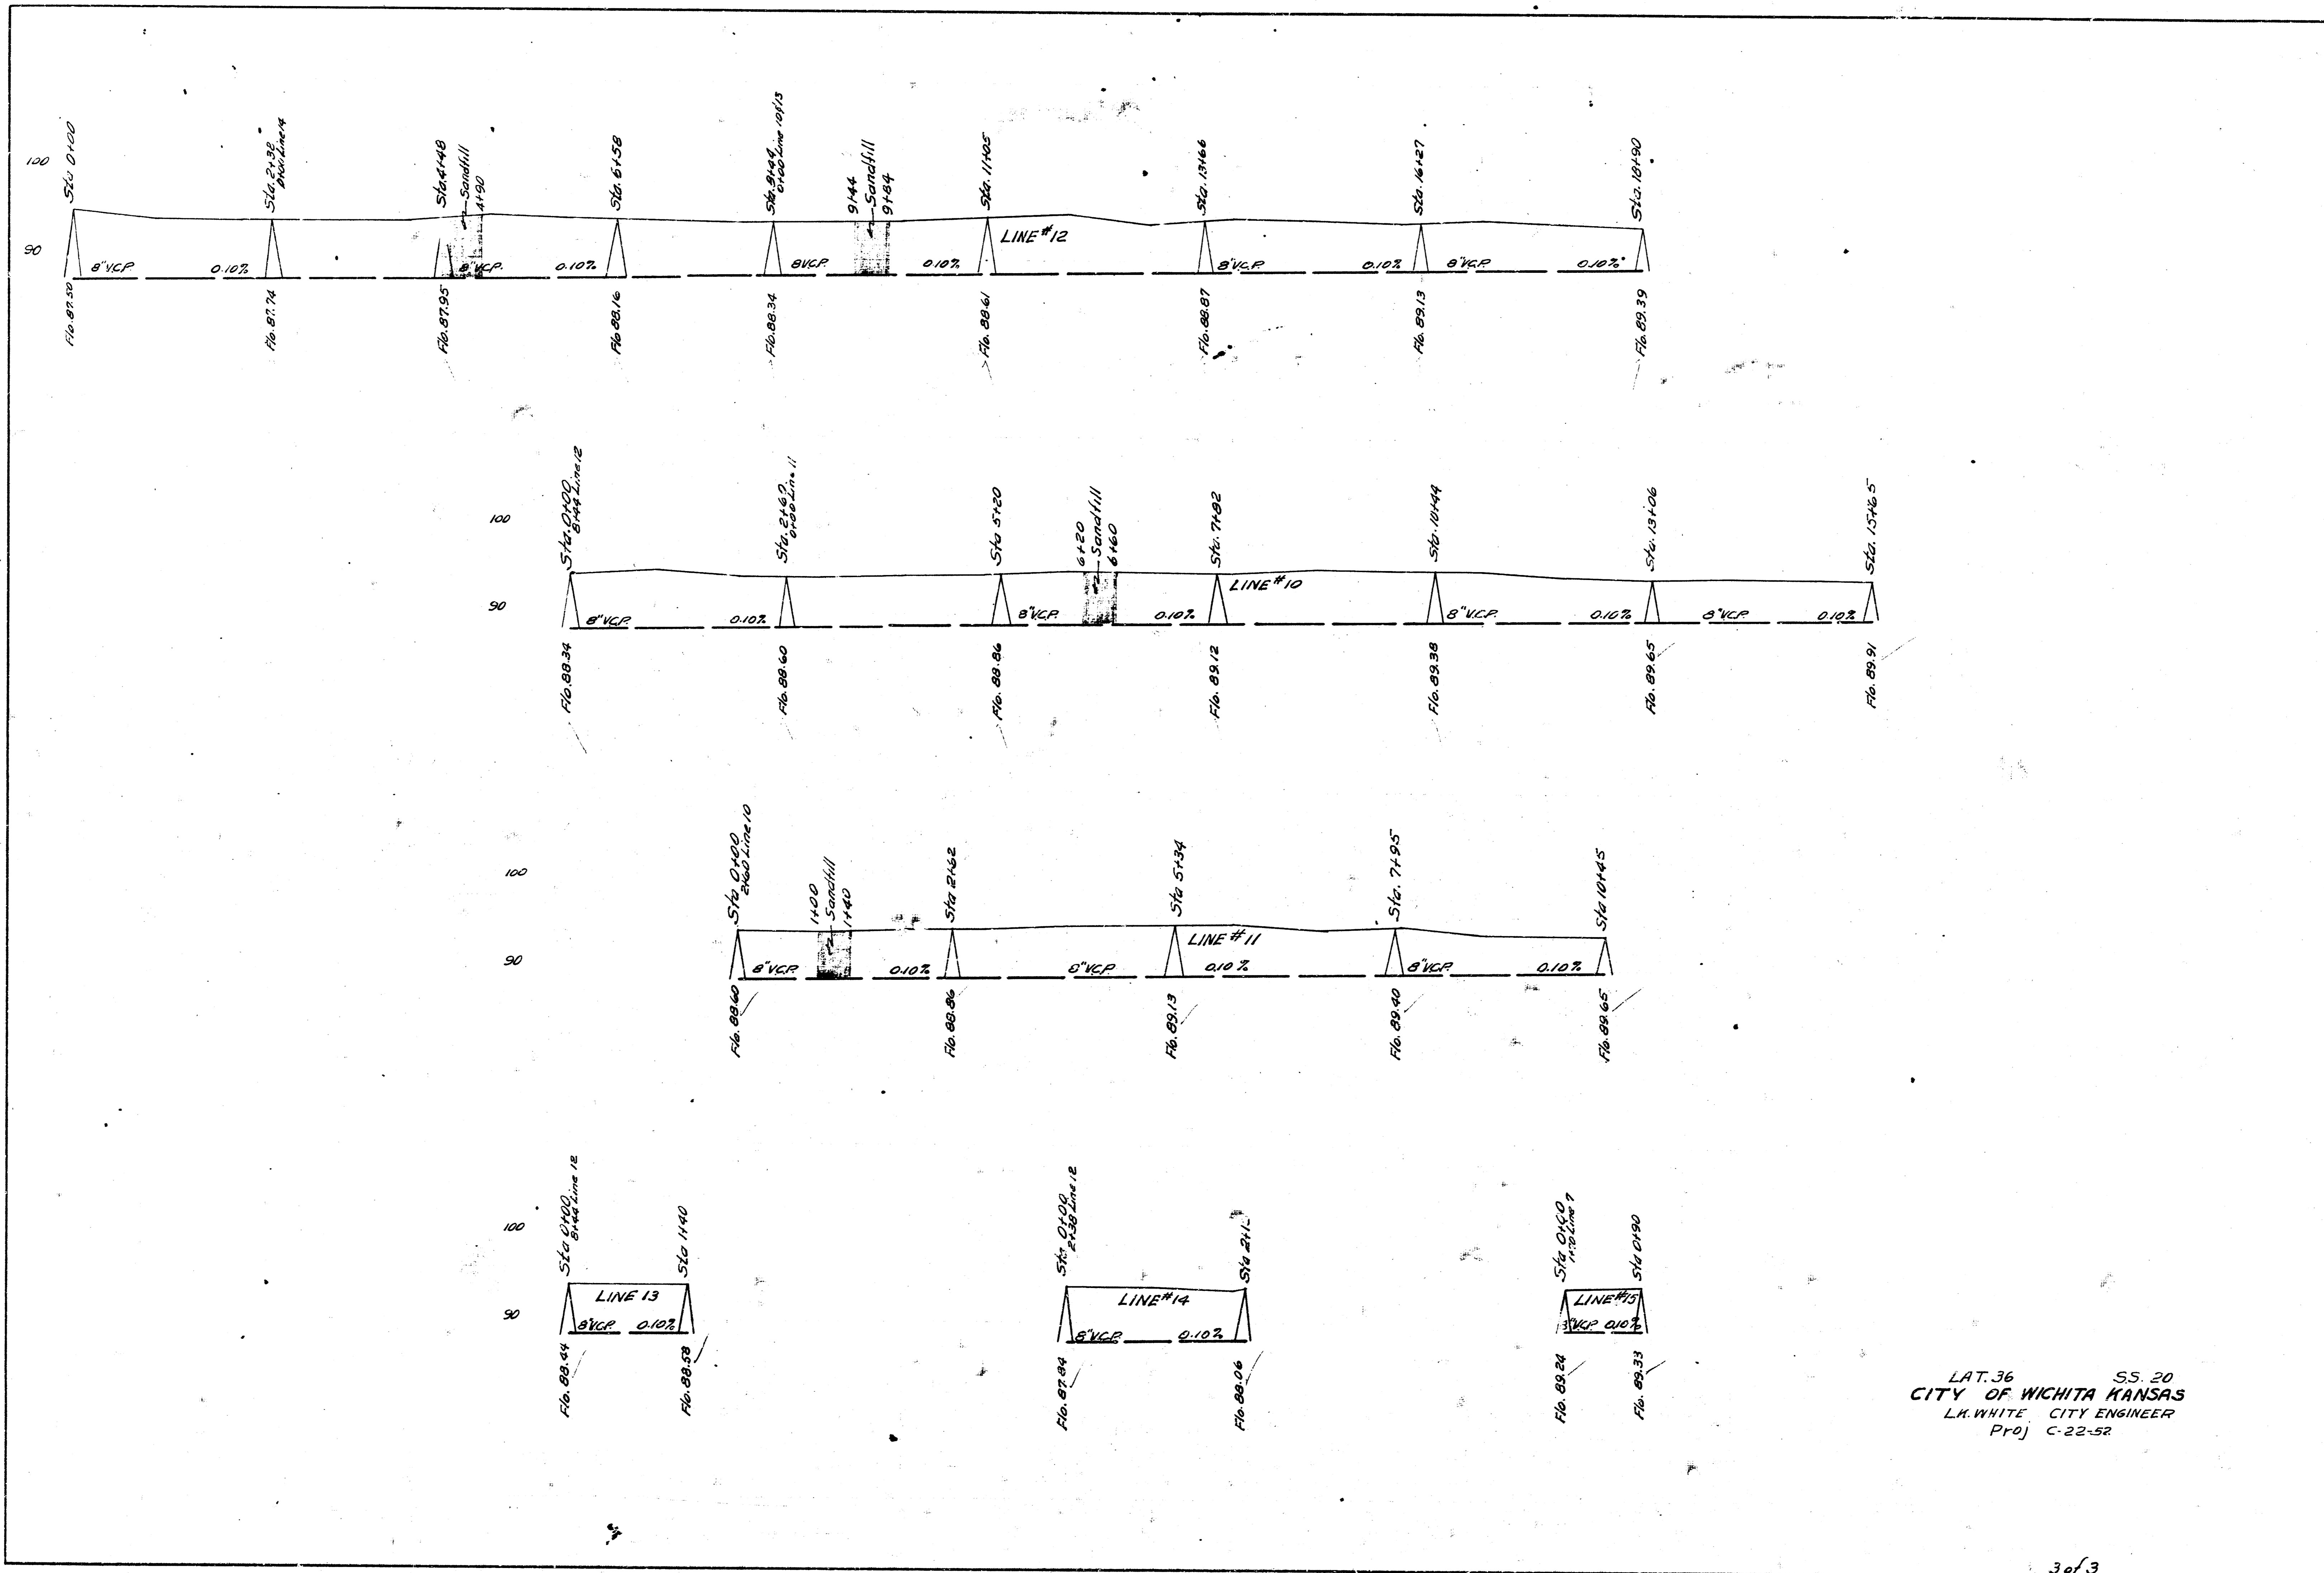 100
90
Sta 0+00
Sta. 2+38
0+00 Line 14
Sta. 4+48
Sandfill
4+90
Sta. 6+58
Sta. 8+44
0+00 Line 10 & 13
9+44
Sandfill
9+84
Sta. 11+05
Sta. 13+66
Sta. 16+27
Sta. 18+90
LINE #12
8" V.C.P.
0.10%
8" V.C.P.
0.10%
8 V.C.P.
0.10%
8" V.C.P.
0.10%
8" V.C.P.
0.10%
Flo. 87.50
Flo. 87.74
Flo. 87.95
Flo 88.16
Flo. 88.34
Flo. 88.61
Flo. 88.87
Flo. 89.13
Flo. 89.39
100
90
Sta. 0+00
8+44 Line 12
Sta. 2+60
0+00 Line 11
Sta 5+20
6+20
Sandfill
6+60
Sta. 7+82
Sta. 10+44
Sta. 13+06
Sta. 15+65
LINE #10
8" V.C.P.
0.10%
8" V.C.P.
0.10%
8" V.C.P.
0.10%
8" V.C.P.
0.10%
Flo. 88.34
Flo. 88.60
Flo. 88.86
Flo. 89.12
Flo. 89.38
Flo. 89.65
Flo. 89.91
100
90
Sta 0+00
2+60 Line 10
1+00
Sandfill
1+40
Sta 2+62
Sta 5+34
Sta. 7+95
Sta 10+45
LINE #11
8" V.C.P.
0.10%
8" V.C.P.
0.10%
8" V.C.P.
0.10%
Flo. 88.60
Flo. 88.86
Flo. 89.13
Flo. 89.40
Flo. 89.65
100
90
Sta 0+00
8+44 Line 12
Sta 1+40
LINE 13
8" V.C.P.
0.10%
Flo. 88.44
Flo. 88.58
Sta 0+00
2+38 Line 12
Sta
LINE #14
8" V.C.P.
0.10%
Flo. 87.84
Flo. 88.06
Sta 0+00
1+70 Line 7
Sta 0+90
LINE #15
V.C.P. 0.10%
Flo. 89.24
Flo. 89.33
LAT. 36 S.S. 20
CITY OF WICHITA KANSAS
L.K. WHITE CITY ENGINEER
Proj C-22-52
3 of 3